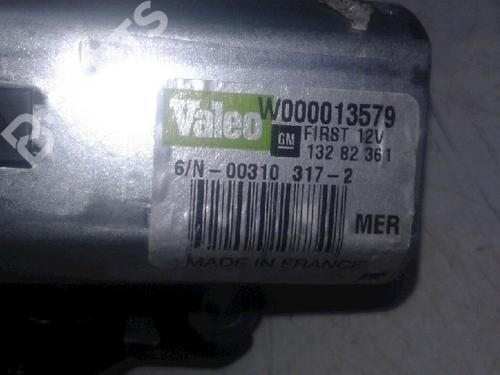 Valeo W000013579
GM FIRST 12V
132 82 361
6/N-00310 317-2
MER
MADE IN FRANCE